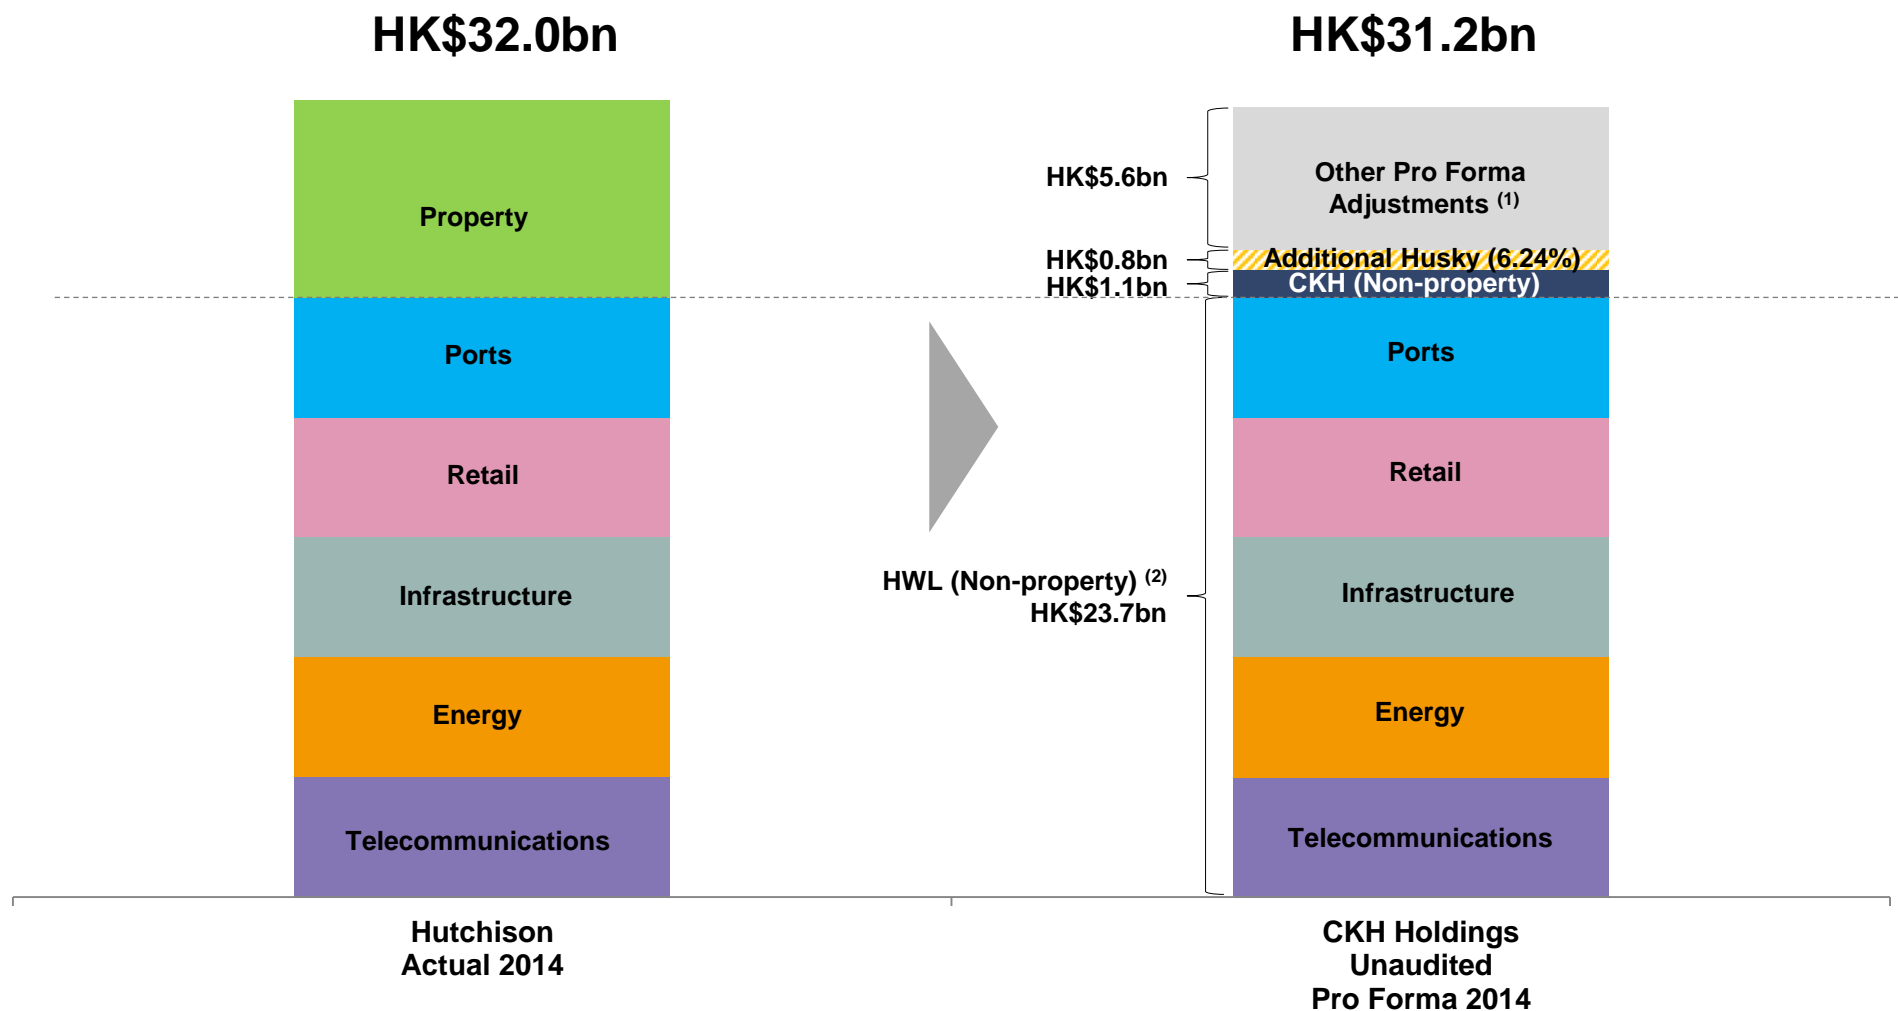 HK$32.0bn
HK$31.2bn
Property
Ports
Retail
Infrastructure
Energy
Telecommunications
Hutchison
Actual 2014
HK$5.6bn
HK$0.8bn
HK$1.1bn
HWL (Non-property) (2)
HK$23.7bn
Other Pro Forma
Adjustments (1)
Additional Husky (6.24%)
CKH (Non-property)
Ports
Retail
Infrastructure
Energy
Telecommunications
CKH Holdings
Unaudited
Pro Forma 2014